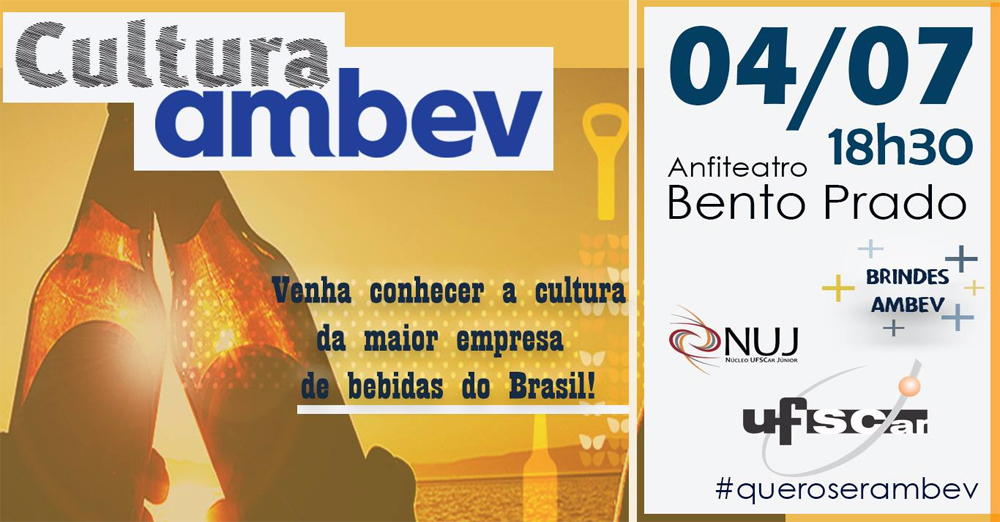 Cultura
ambev
Venha conhecer a cultura
da maior empresa
de bebidas do Brasil!
04/07
18h30
Anfiteatro
Bento Prado
BRINDES
AMBEV
NUJ
NÚCLEO UFSCAR JÚNIOR
ufscar
#queroserambev